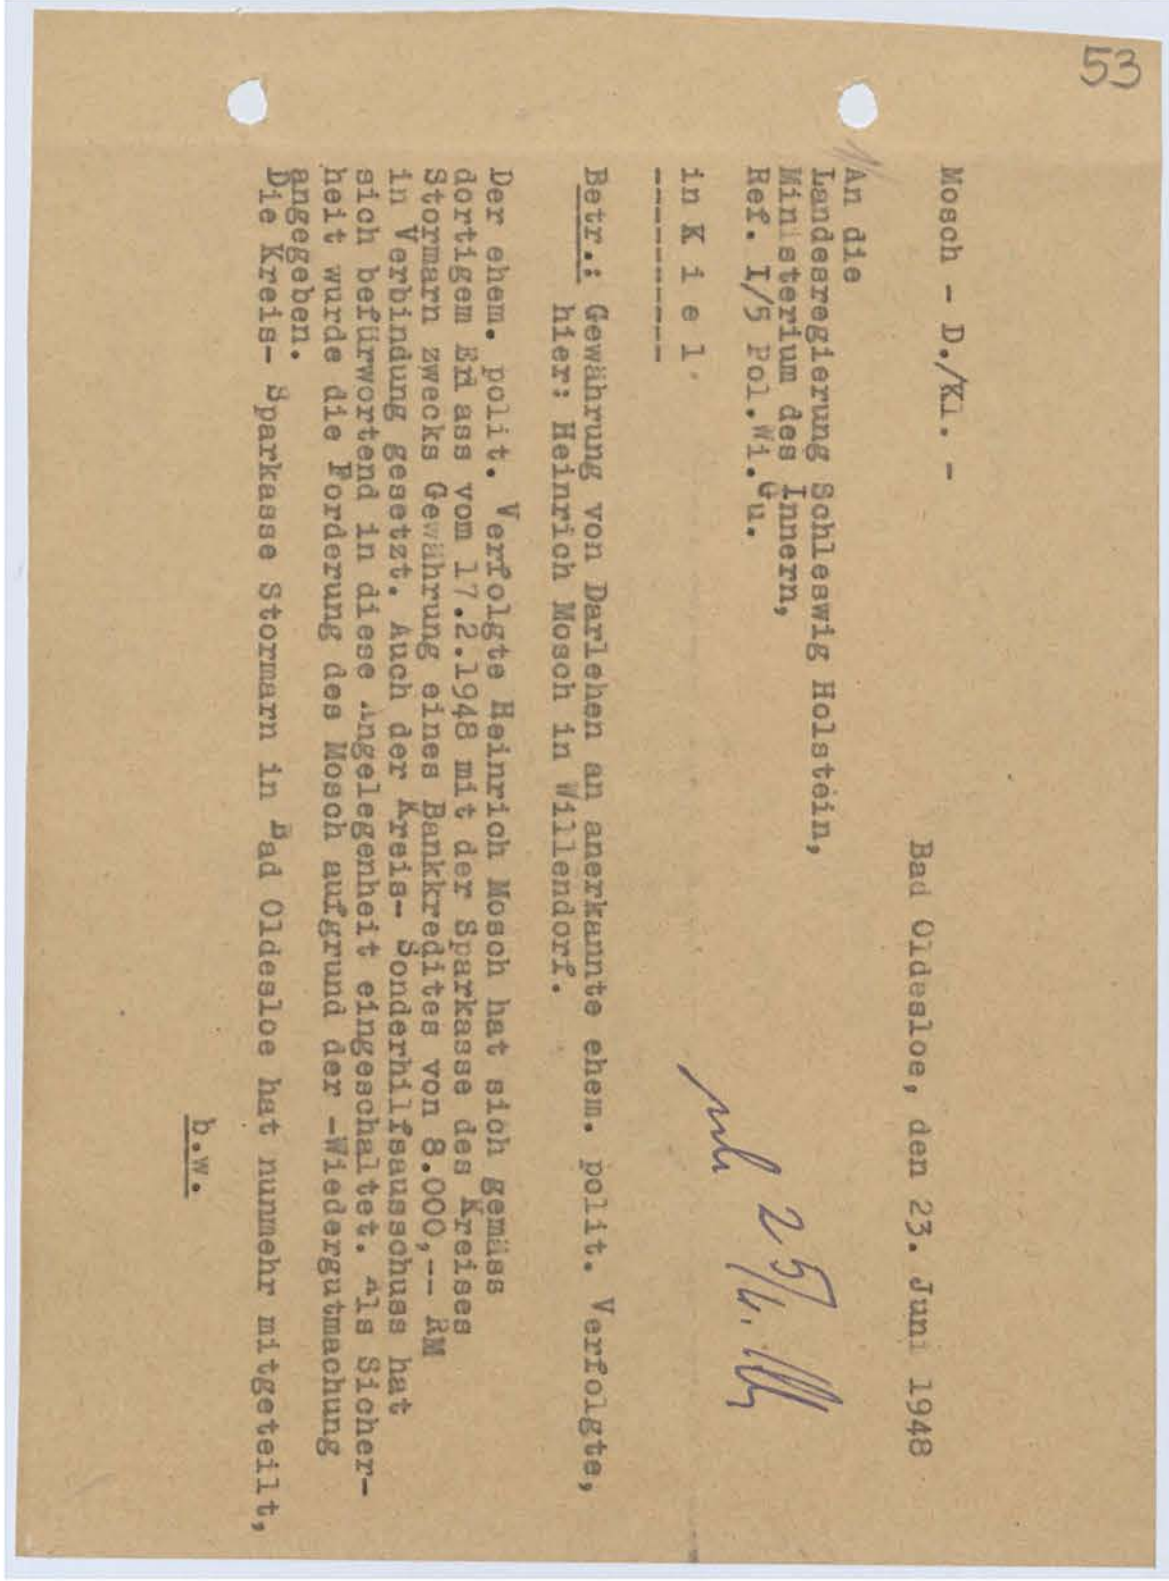 53
Mosch - D./Kl. -
Bad Oldesloe, den 23. Juni 1948
An die
Landesregierung Schleswig Holstein,
Ministerium des Innern,
Ref. I/5 Pol.Wi.Gu.
in K i e l.
----------
25/6.
Betr.: Gewährung von Darlehen an anerkannte ehem. polit. Verfolgte,
hier: Heinrich Mosch in Willendorf.
Der ehem. polit. Verfolgte Heinrich Mosch hat sich gemäss
dortigem Erlass vom 17.2.1948 mit der Sparkasse des Kreises
Stormarn zwecks Gewährung eines Bankkredites von 8.000,-- RM
in Verbindung gesetzt. Auch der Kreis- Sonderhilfsausschuss hat
sich befürwortend in diese Angelegenheit eingeschaltet. Als Sicher-
heit wurde die Forderung des Mosch aufgrund der -Wiedergutmachung
angegeben.
Die Kreis- Sparkasse Stormarn in Bad Oldesloe hat nunmehr mitgeteilt,
b.w.